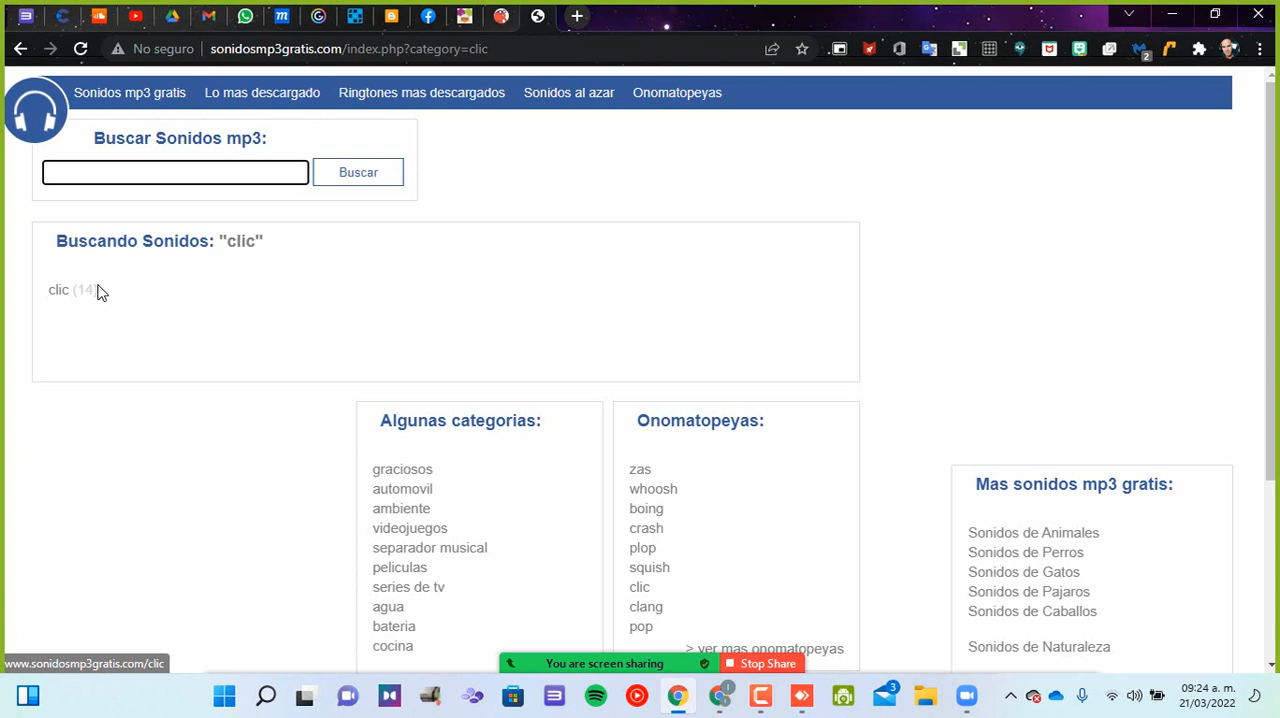 No seguro
sonidosmp3gratis.com/index.php?category=clic
2
Sonidos mp3 gratis
Lo mas descargado
Ringtones mas descargados
Sonidos al azar
Onomatopeyas
Buscar Sonidos mp3:
Buscar
Buscando Sonidos: "clic"
clic (14)
Algunas categorias:
graciosos
automovil
ambiente
videojuegos
separador musical
peliculas
series de tv
agua
bateria
cocina
Onomatopeyas:
zas
whoosh
boing
crash
plop
squish
clic
clang
pop
> ver mas onomatopeyas
Mas sonidos mp3 gratis:
Sonidos de Animales
Sonidos de Perros
Sonidos de Gatos
Sonidos de Pajaros
Sonidos de Caballos
Sonidos de Naturaleza
www.sonidosmp3gratis.com/clic
You are screen sharing
Stop Share
3
09:24 a. m.
21/03/2022